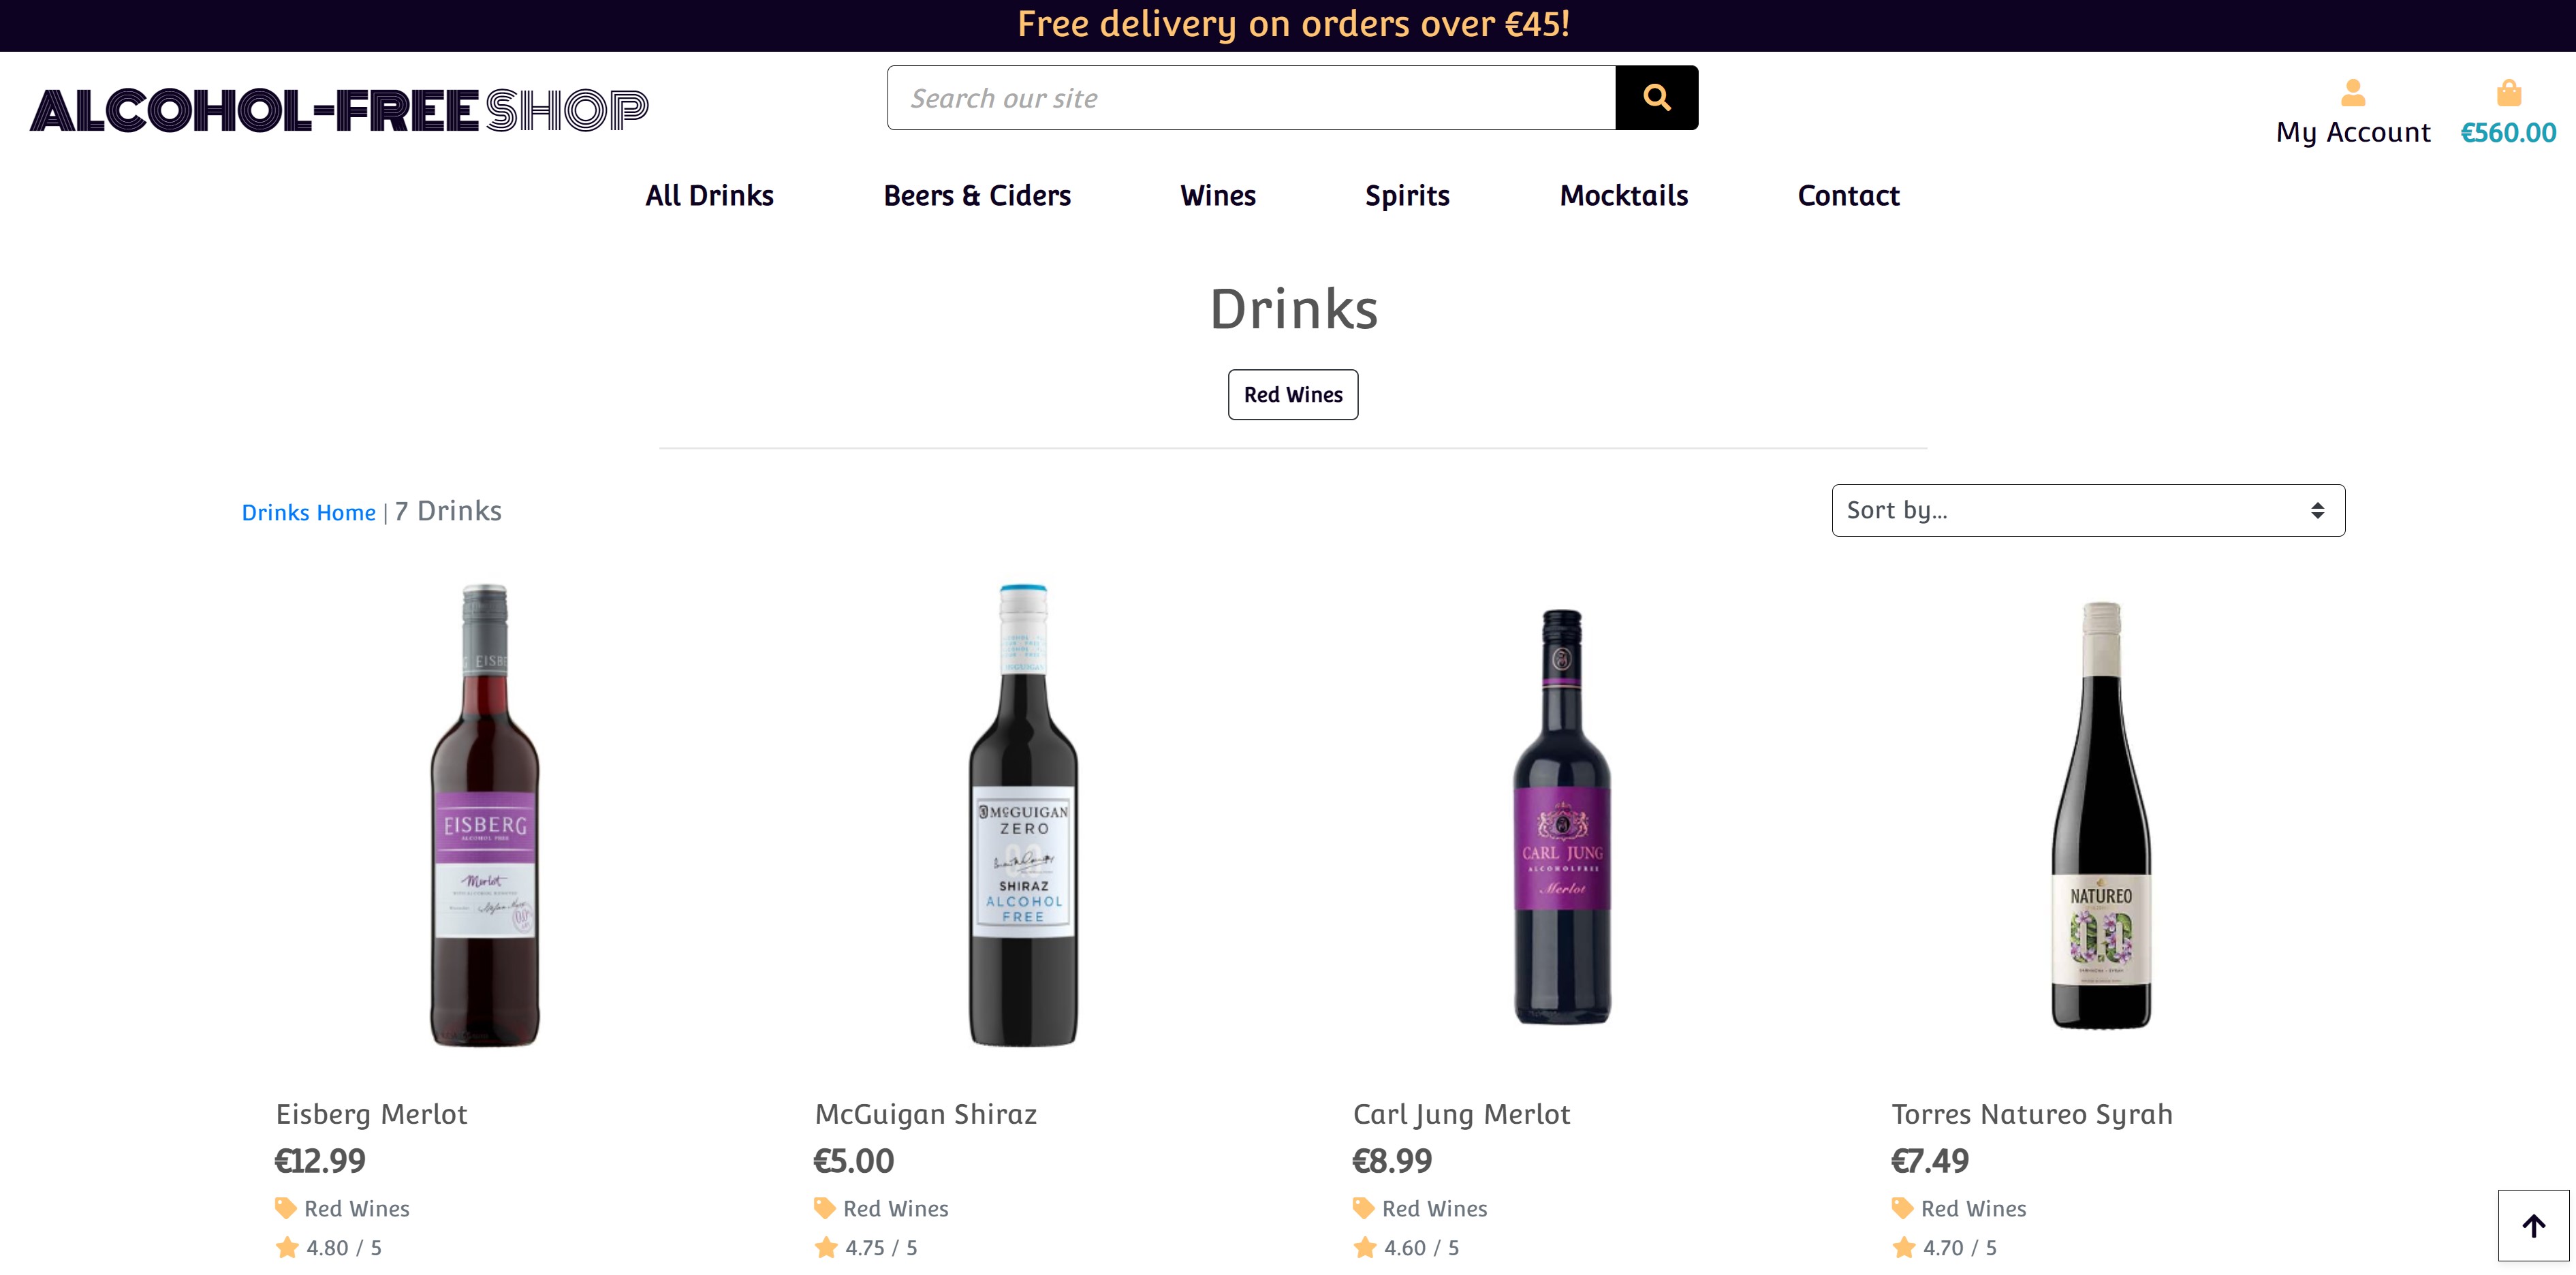 Free delivery on orders over €45!
ALCOHOL-FREE SHOP
Search our site
My Account
€560.00
All Drinks Beers & Ciders Wines Spirits Mocktails Contact
Drinks
Red Wines
Drinks Home | 7 Drinks
Sort by...
EISBERG
ALCOHOL FREE
Merlot
McGUIGAN
ZERO
SHIRAZ
ALCOHOL
FREE
CARL JUNG
ALCOHOLFREE
Merlot
NATUREO
0.0
Eisberg Merlot
€12.99
Red Wines
4.80 / 5
McGuigan Shiraz
€5.00
Red Wines
4.75 / 5
Carl Jung Merlot
€8.99
Red Wines
4.60 / 5
Torres Natureo Syrah
€7.49
Red Wines
4.70 / 5